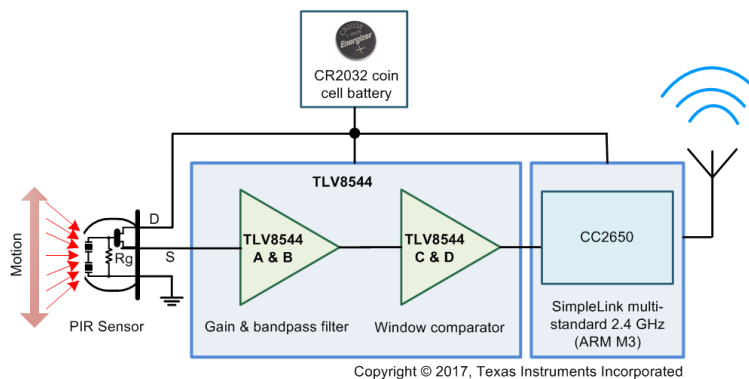 CR2032
Energizer
CR2032 coin
cell battery
TLV8544
D
TLV8544
A & B
TLV8544
C & D
CC2650
Motion
Rg
S
PIR Sensor
Gain & bandpass filter
Window comparator
SimpleLink multi-
standard 2.4 GHz
(ARM M3)
Copyright © 2017, Texas Instruments Incorporated